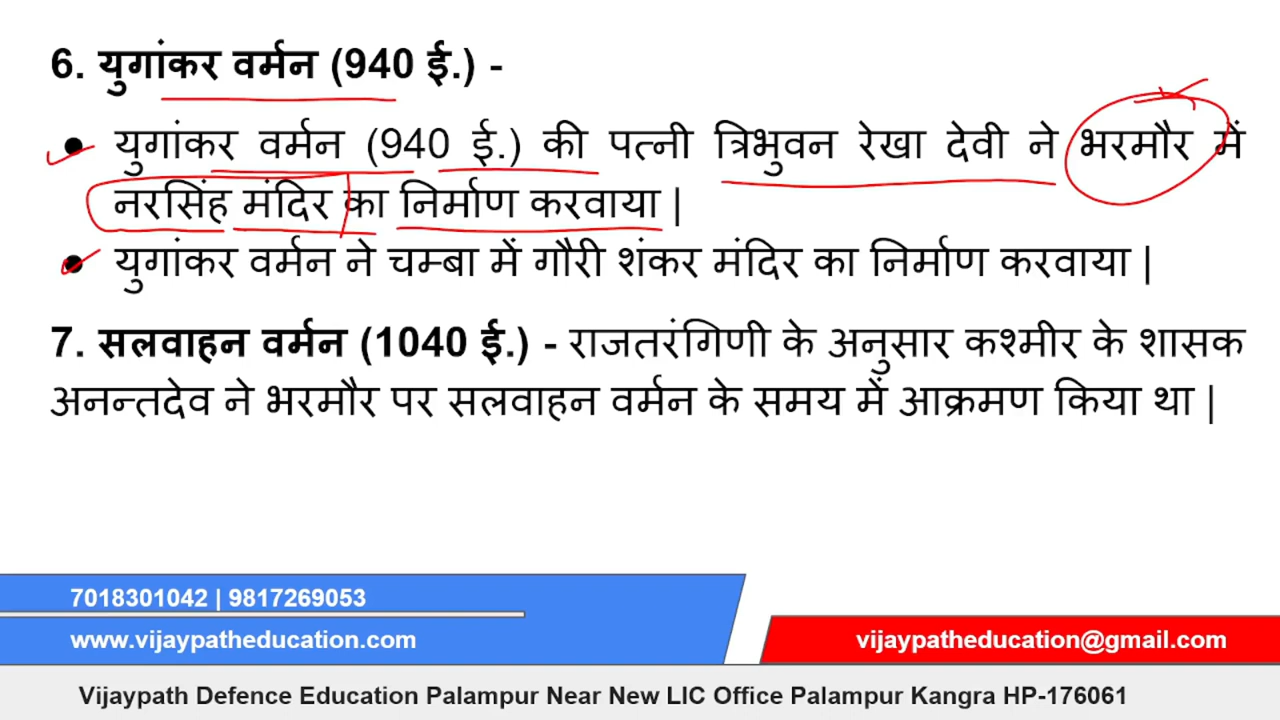 6. युगांकर वर्मन (940 ई.) -
● युगांकर वर्मन (940 ई.) की पत्नी त्रिभुवन रेखा देवी ने भरमौर में
नरसिंह मंदिर का निर्माण करवाया |
● युगांकर वर्मन ने चम्बा में गौरी शंकर मंदिर का निर्माण करवाया |
7. सलवाहन वर्मन (1040 ई.) - राजतरंगिणी के अनुसार कश्मीर के शासक
अनन्तदेव ने भरमौर पर सलवाहन वर्मन के समय में आक्रमण किया था |
7018301042 | 9817269053
www.vijaypatheducation.com
vijaypatheducation@gmail.com
Vijaypath Defence Education Palampur Near New LIC Office Palampur Kangra HP-176061